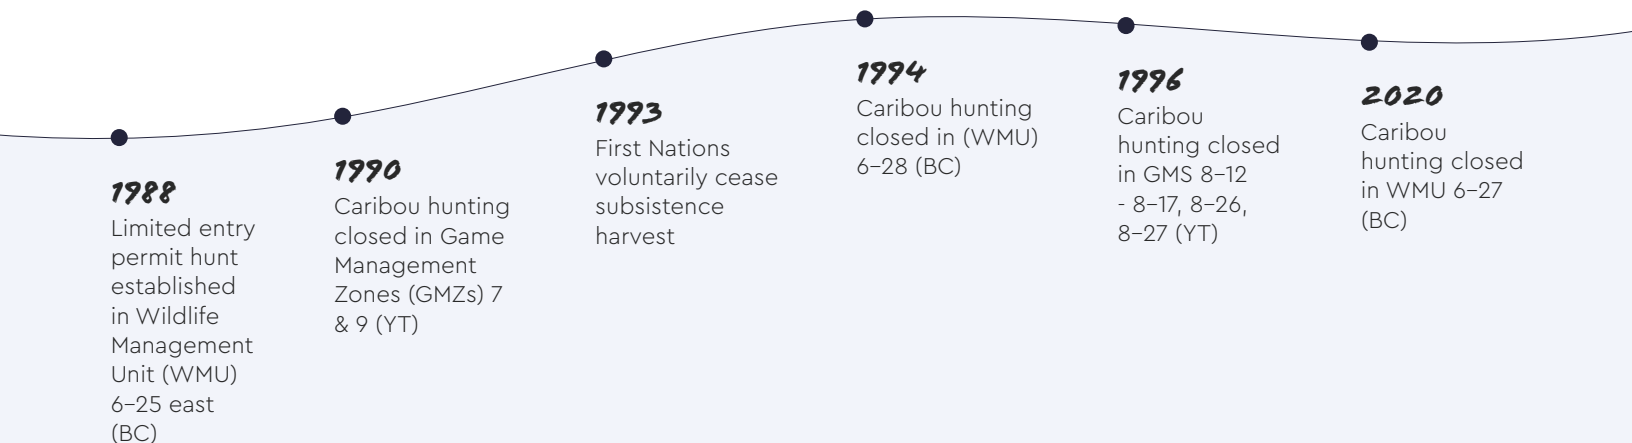 1988
Limited entry
permit hunt
established
in Wildlife
Management
Unit (WMU)
6-25 east
(BC)
1990
Caribou hunting
closed in Game
Management
Zones (GMZs) 7
& 9 (YT)
1993
First Nations
voluntarily cease
subsistence
harvest
1994
Caribou hunting
closed in (WMU)
6-28 (BC)
1996
Caribou
hunting closed
in GMS 8-12
- 8-17, 8-26,
8-27 (YT)
2020
Caribou
hunting closed
in WMU 6-27
(BC)